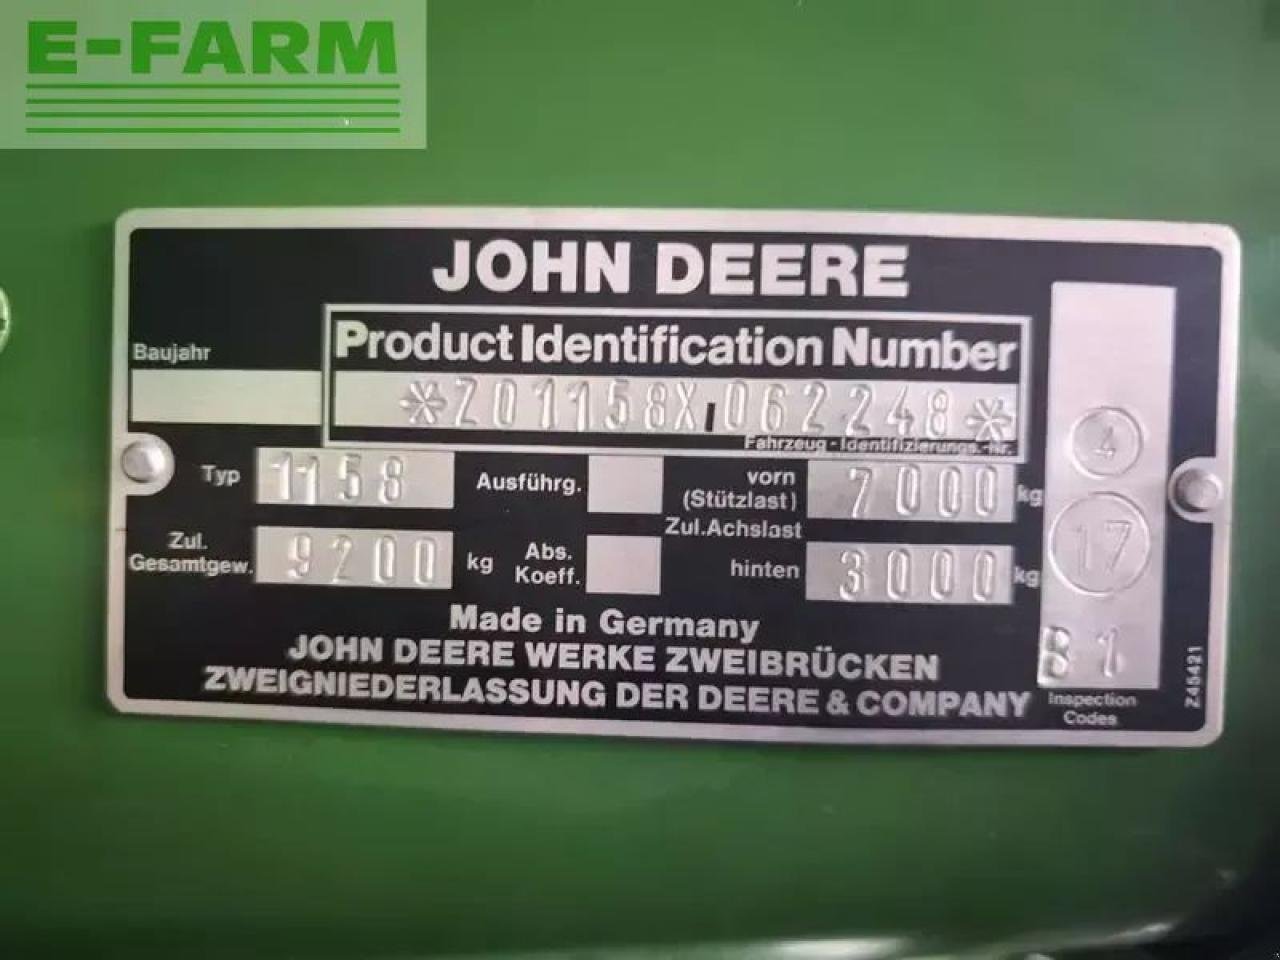 E-FARM
JOHN DEERE
Product Identification Number
Baujahr
*Z01158X062248*
Fahrzeug-Identifizierungs.-Nr.
Typ 1158 Ausführg. vorn (Stützlast) 7000 kg
Zul. Achslast
Zul. Gesamtgew. 9200 kg Abs. Koeff. hinten 3000 kg
4
17
81
Made in Germany
JOHN DEERE WERKE ZWEIBRÜCKEN
ZWEIGNIEDERLASSUNG DER DEERE & COMPANY
Inspection
Codes
Z45421